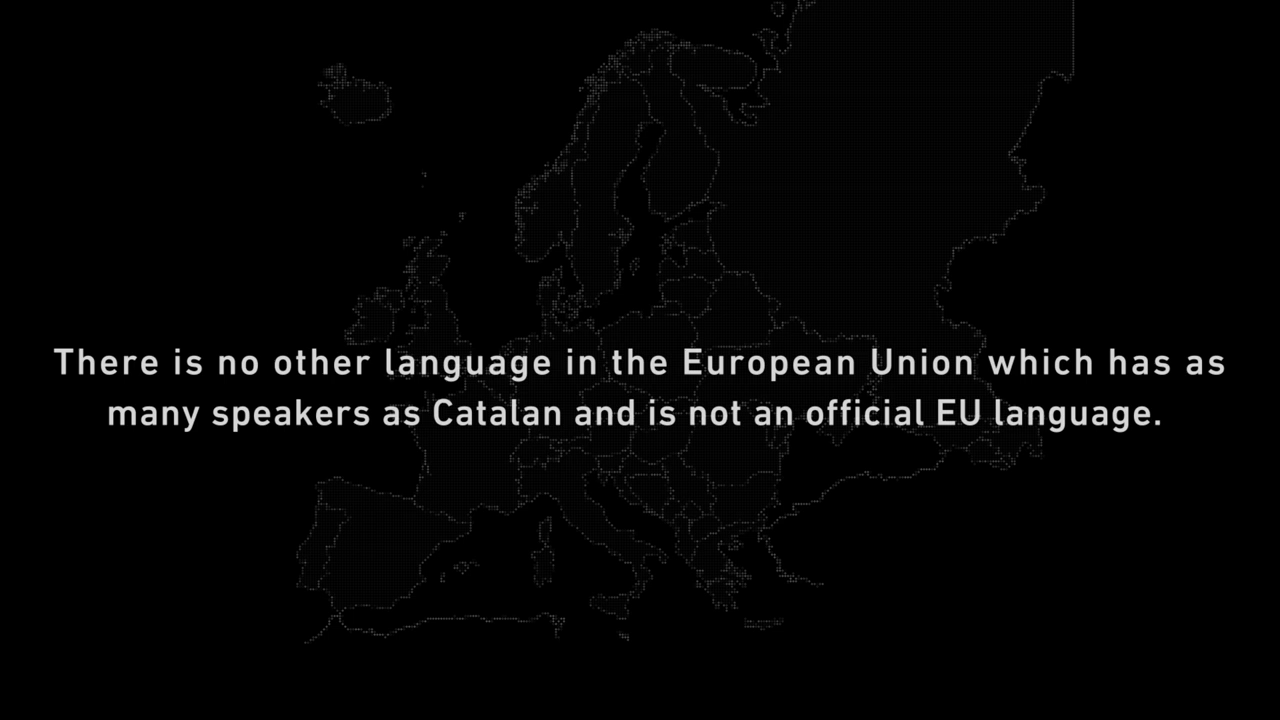 There is no other language in the European Union which has as
many speakers as Catalan and is not an official EU language.